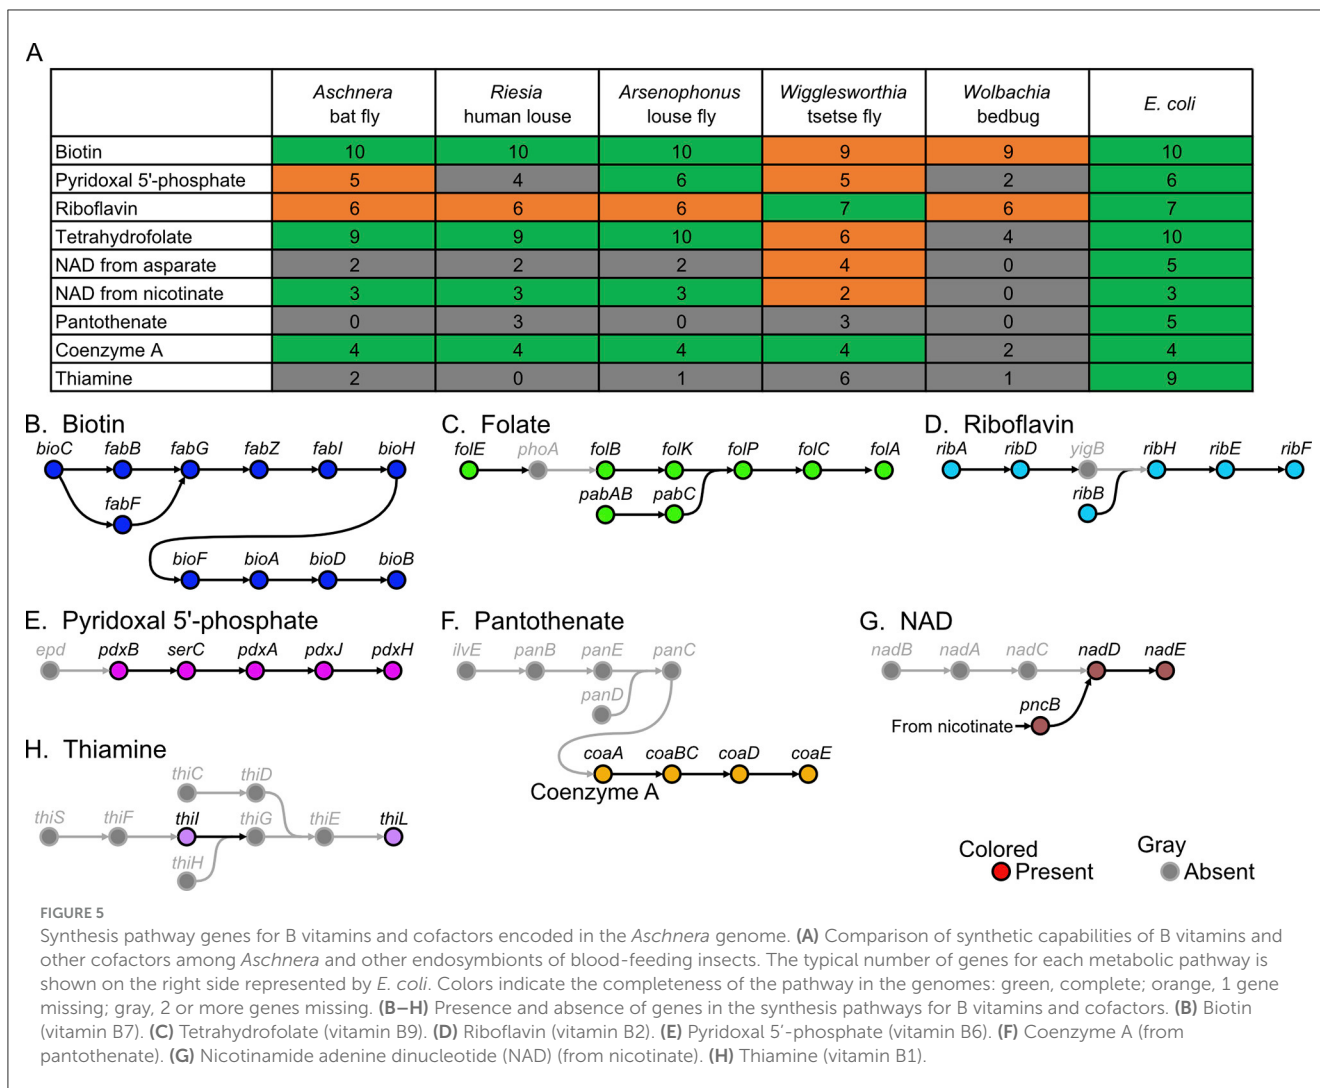 A
Aschnera bat fly Riesia human louse Arsenophonus louse fly Wigglesworthia tsetse fly Wolbachia bedbug E. coli
Biotin 10 10 10 9 9 10
Pyridoxal 5'-phosphate 5 4 6 5 2 6
Riboflavin 6 6 6 7 6 7
Tetrahydrofolate 9 9 10 6 4 10
NAD from asparate 2 2 2 4 0 5
NAD from nicotinate 3 3 3 2 0 3
Pantothenate 0 3 0 3 0 5
Coenzyme A 4 4 4 4 2 4
Thiamine 2 0 1 6 1 9
B. Biotin
bioC fabB fabG fabZ fabI bioH
fabF
bioF bioA bioD bioB
C. Folate
folE phoA folB folK folP folC folA
pabAB pabC
D. Riboflavin
ribA ribD yigB ribH ribE ribF
ribB
E. Pyridoxal 5'-phosphate
epd pdxB serC pdxA pdxJ pdxH
F. Pantothenate
ilvE panB panE panC
panD
coaA coaBC coaD coaE
Coenzyme A
G. NAD
nadB nadA nadC nadD nadE
pncB
From nicotinate
H. Thiamine
thiC thiD
thiS thiF thiI thiG thiE thiL
thiH
Colored Gray
Present Absent
FIGURE 5
Synthesis pathway genes for B vitamins and cofactors encoded in the Aschnera genome. (A) Comparison of synthetic capabilities of B vitamins and
other cofactors among Aschnera and other endosymbionts of blood-feeding insects. The typical number of genes for each metabolic pathway is
shown on the right side represented by E. coli. Colors indicate the completeness of the pathway in the genomes: green, complete; orange, 1 gene
missing; gray, 2 or more genes missing. (B–H) Presence and absence of genes in the synthesis pathways for B vitamins and cofactors. (B) Biotin
(vitamin B7). (C) Tetrahydrofolate (vitamin B9). (D) Riboflavin (vitamin B2). (E) Pyridoxal 5′-phosphate (vitamin B6). (F) Coenzyme A (from
pantothenate). (G) Nicotinamide adenine dinucleotide (NAD) (from nicotinate). (H) Thiamine (vitamin B1).